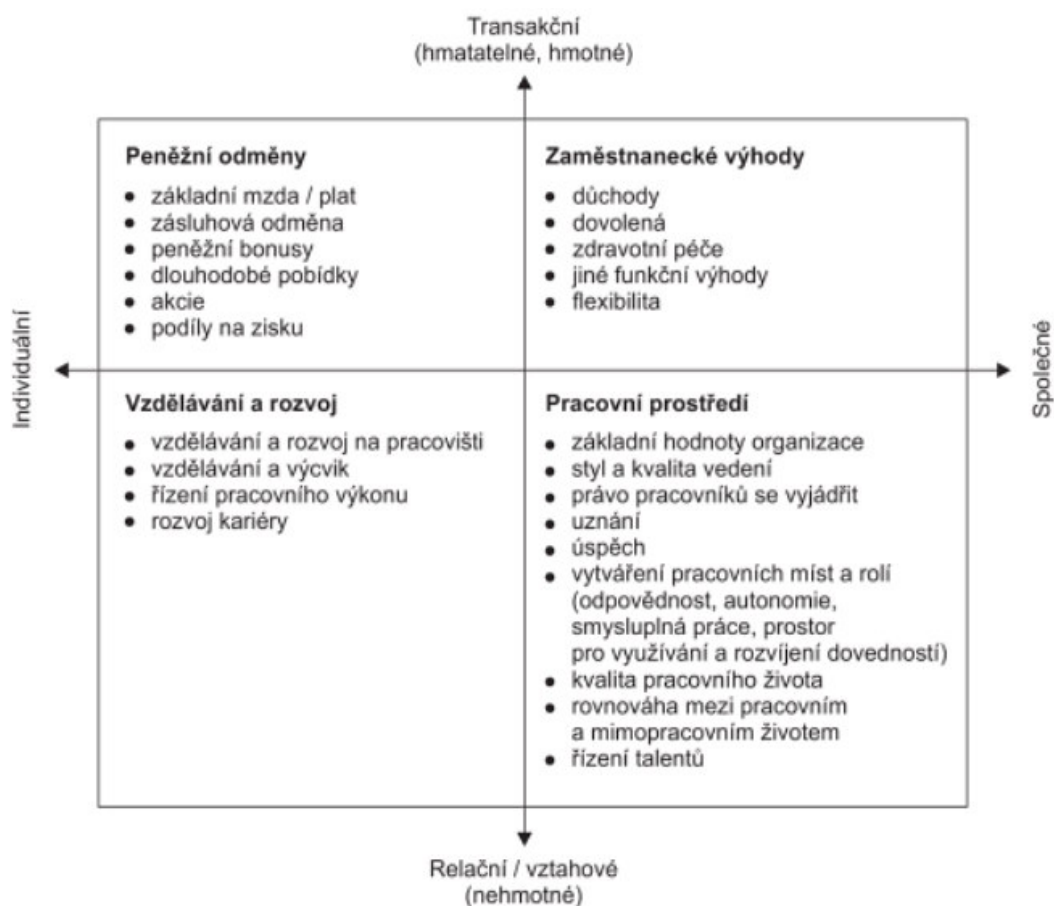 Transakční
(hmatatelné, hmotné)
Individuální
Společné
Peněžní odměny
• základní mzda / plat
• zásluhová odměna
• peněžní bonusy
• dlouhodobé pobídky
• akcie
• podíly na zisku
Zaměstnanecké výhody
• důchody
• dovolená
• zdravotní péče
• jiné funkční výhody
• flexibilita
Vzdělávání a rozvoj
• vzdělávání a rozvoj na pracovišti
• vzdělávání a výcvik
• řízení pracovního výkonu
• rozvoj kariéry
Pracovní prostředí
• základní hodnoty organizace
• styl a kvalita vedení
• právo pracovníků se vyjádřit
• uznání
• úspěch
• vytváření pracovních míst a rolí
(odpovědnost, autonomie,
smysluplná práce, prostor
pro využívání a rozvíjení dovedností)
• kvalita pracovního života
• rovnováha mezi pracovním
a mimopracovním životem
• řízení talentů
Relační / vztahové
(nehmotné)